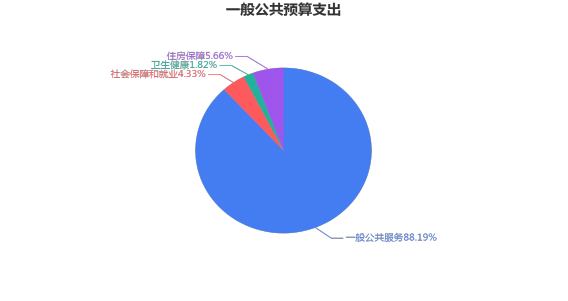 一般公共预算支出
住房保障5.66%
卫生健康1.82%
社会保障和就业4.33%
一般公共服务88.19%